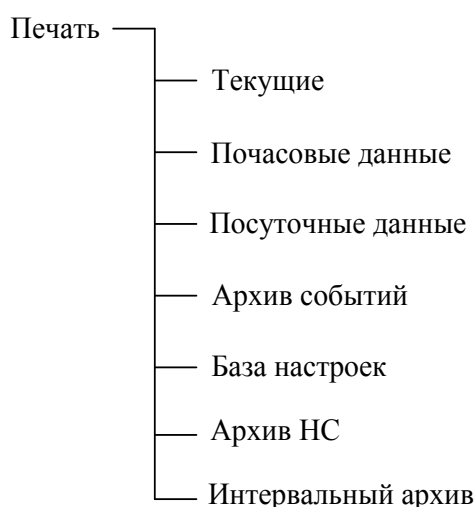 Печать
Текущие
Почасовые данные
Посуточные данные
Архив событий
База настроек
Архив НС
Интервальный архив